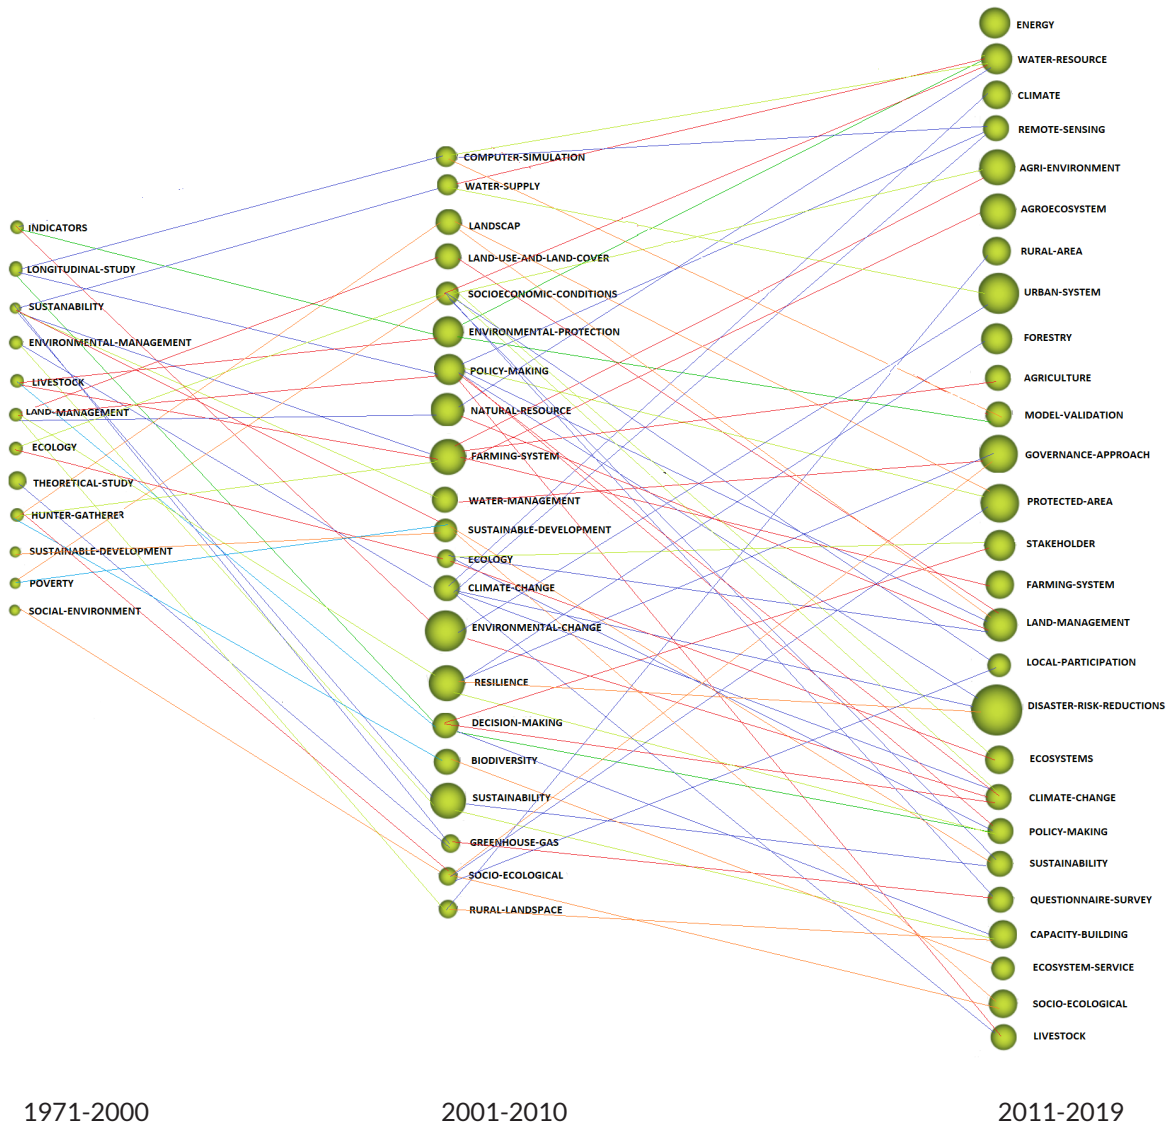 INDICATORS
LONGITUDINAL-STUDY
SUSTANABILITY
ENVIRONMENTAL-MANAGEMENT
LIVESTOCK
LAND-MANAGEMENT
ECOLOGY
THEORETICAL-STUDY
HUNTER-GATHERER
SUSTAINABLE-DEVELOPMENT
POVERTY
SOCIAL-ENVIRONMENT
1971-2000
COMPUTER-SIMULATION
WATER-SUPPLY
LANDSCAP
LAND-USE-AND-LAND-COVER
SOCIOECONOMIC-CONDITIONS
ENVIRONMENTAL-PROTECTION
POLICY-MAKING
NATURAL-RESOURCE
FARMING-SYSTEM
WATER-MANAGEMENT
SUSTAINABLE-DEVELOPMENT
ECOLOGY
CLIMATE-CHANGE
ENVIRONMENTAL-CHANGE
RESILIENCE
DECISION-MAKING
BIODIVERSITY
SUSTAINABILITY
GREENHOUSE-GAS
SOCIO-ECOLOGICAL
RURAL-LANDSPACE
2001-2010
ENERGY
WATER-RESOURCE
CLIMATE
REMOTE-SENSING
AGRI-ENVIRONMENT
AGROECOSYSTEM
RURAL-AREA
URBAN-SYSTEM
FORESTRY
AGRICULTURE
MODEL-VALIDATION
GOVERNANCE-APPROACH
PROTECTED-AREA
STAKEHOLDER
FARMING-SYSTEM
LAND-MANAGEMENT
LOCAL-PARTICIPATION
DISASTER-RISK-REDUCTIONS
ECOSYSTEMS
CLIMATE-CHANGE
POLICY-MAKING
SUSTAINABILITY
QUESTIONNAIRE-SURVEY
CAPACITY-BUILDING
ECOSYSTEM-SERVICE
SOCIO-ECOLOGICAL
LIVESTOCK
2011-2019